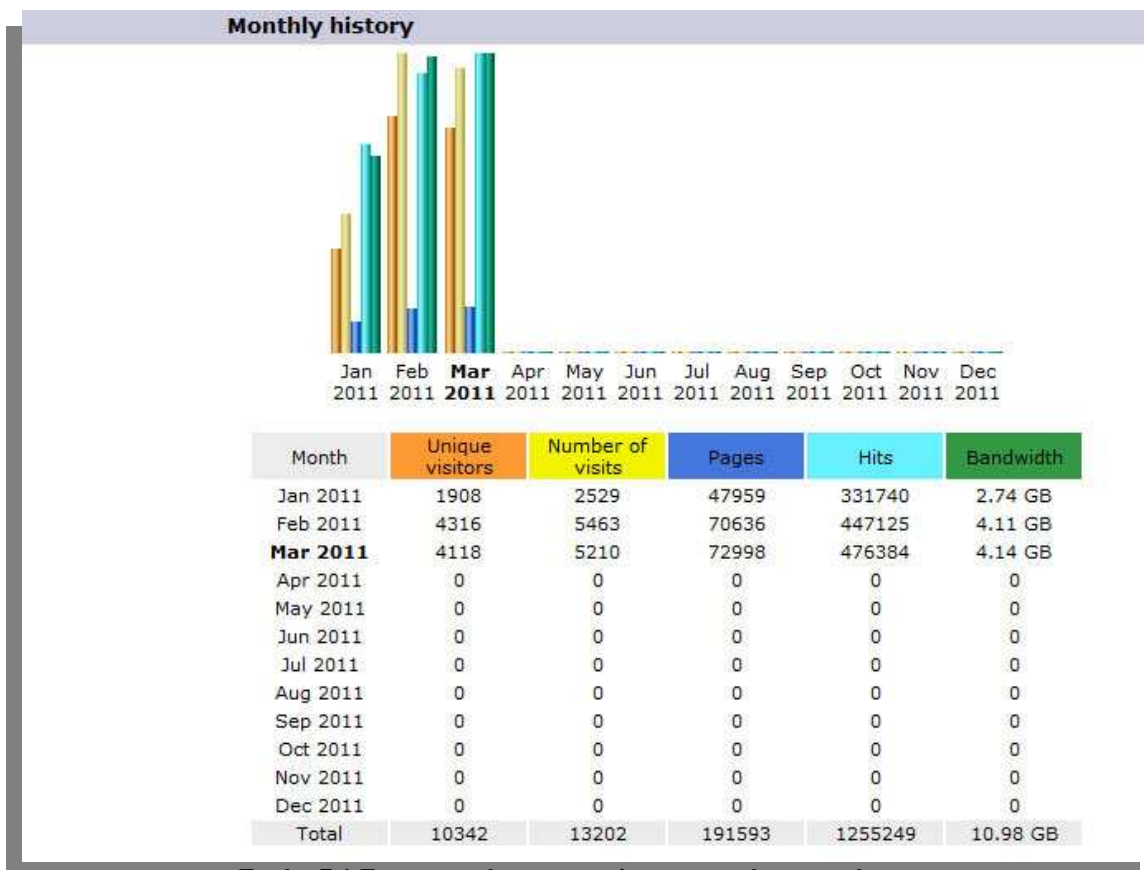 Monthly history
Jan Feb Mar Apr May Jun Jul Aug Sep Oct Nov Dec
2011 2011 2011 2011 2011 2011 2011 2011 2011 2011 2011 2011
Month Unique visitors Number of visits Pages Hits Bandwidth
Jan 2011 1908 2529 47959 331740 2.74 GB
Feb 2011 4316 5463 70636 447125 4.11 GB
Mar 2011 4118 5210 72998 476384 4.14 GB
Apr 2011 0 0 0 0 0
May 2011 0 0 0 0 0
Jun 2011 0 0 0 0 0
Jul 2011 0 0 0 0 0
Aug 2011 0 0 0 0 0
Sep 2011 0 0 0 0 0
Oct 2011 0 0 0 0 0
Nov 2011 0 0 0 0 0
Dec 2011 0 0 0 0 0
Total 10342 13202 191593 1255249 10.98 GB